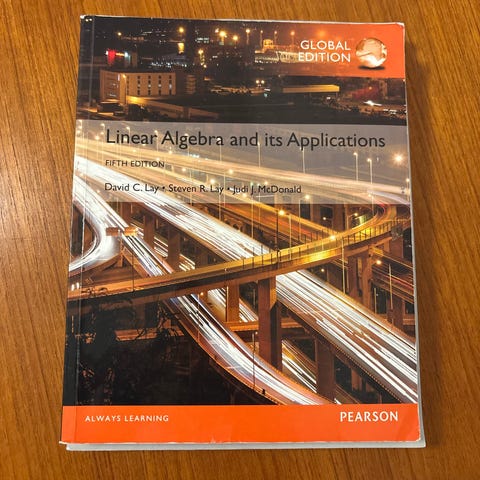 GLOBAL
EDITION
Linear Algebra and its Applications
FIFTH EDITION
David C. Lay • Steven R. Lay • Judi J. McDonald
ALWAYS LEARNING
PEARSON